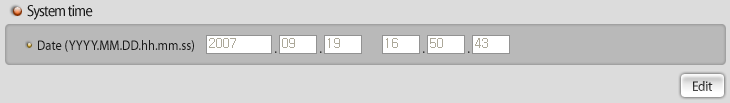 System time
Date (YYYY.MM.DD.hh.mm.ss) 2007 . 09 . 19 16 . 50 . 43
Edit